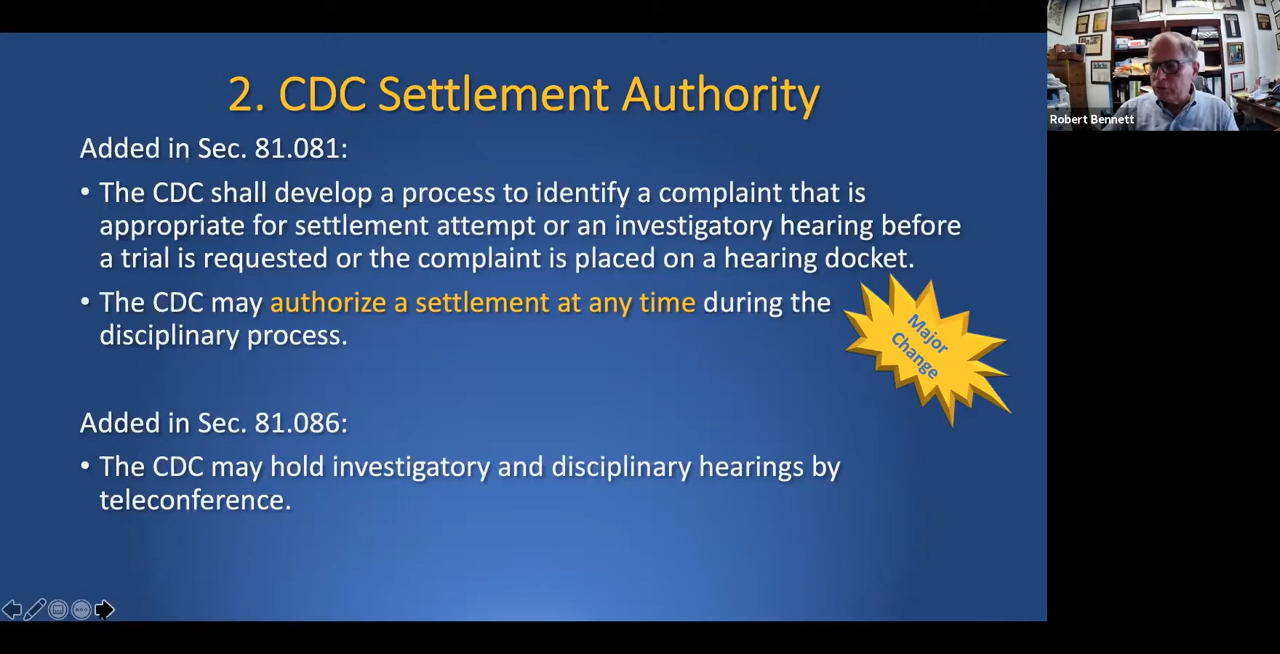 2. CDC Settlement Authority
Added in Sec. 81.081:
• The CDC shall develop a process to identify a complaint that is
appropriate for settlement attempt or an investigatory hearing before
a trial is requested or the complaint is placed on a hearing docket.
• The CDC may authorize a settlement at any time during the
disciplinary process.
Major
Change
Added in Sec. 81.086:
• The CDC may hold investigatory and disciplinary hearings by
teleconference.
Robert Bennett